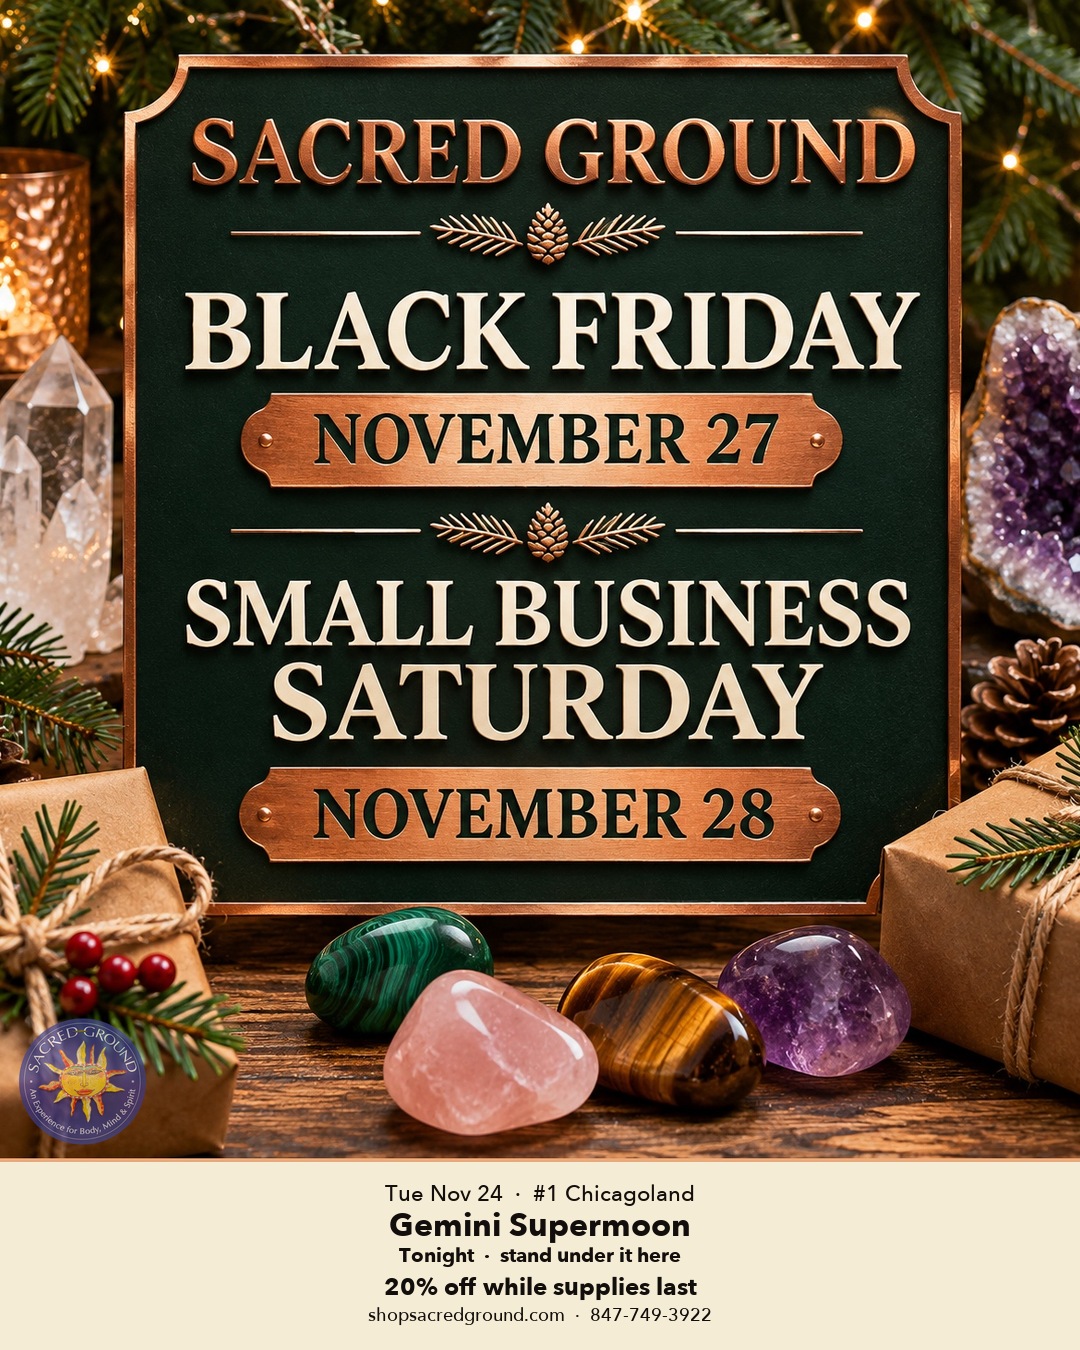 SACRED GROUND
BLACK FRIDAY
NOVEMBER 27
SMALL BUSINESS
SATURDAY
NOVEMBER 28
SACRED GROUND
An Experience for Body, Mind & Spirit
Tue Nov 24 · #1 Chicagoland
Gemini Supermoon
Tonight · stand under it here
20% off while supplies last
shopsacredground.com · 847-749-3922